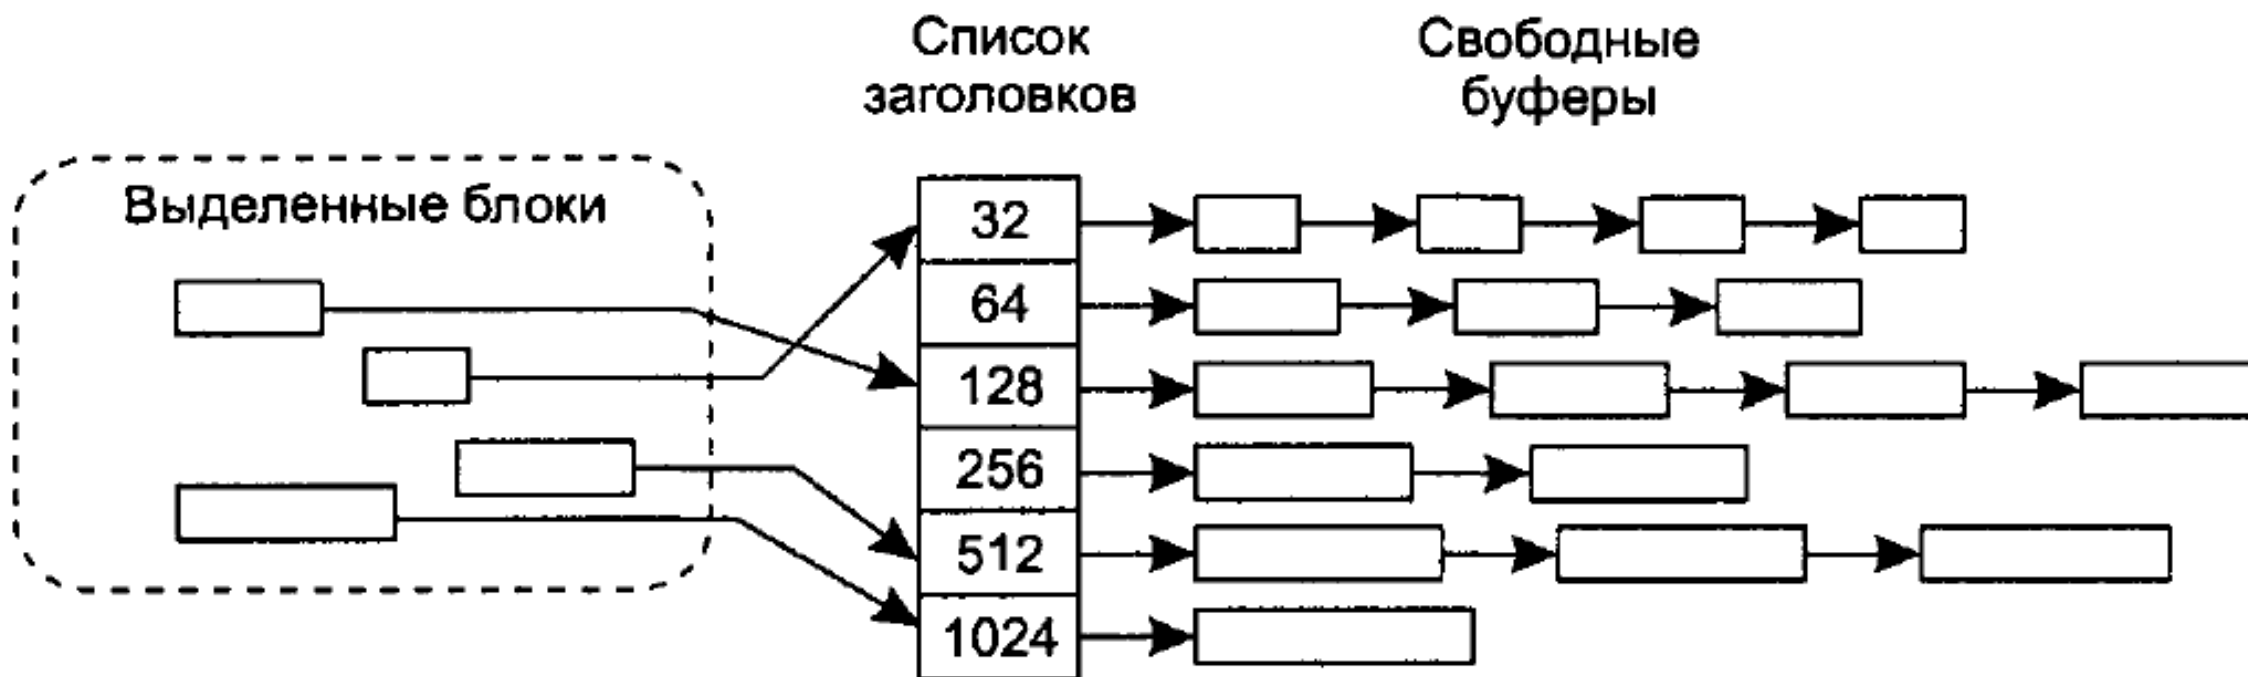 Список
заголовков
Свободные
буферы
Выделенные блоки
32
64
128
256
512
1024